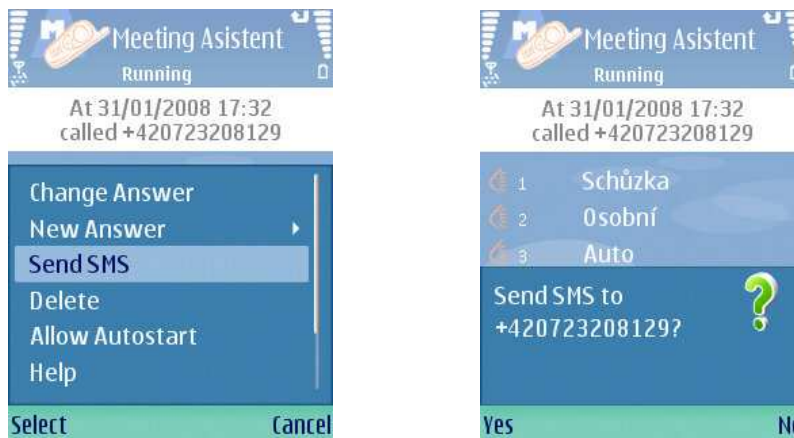 Meeting Asistent
Running
At 31/01/2008 17:32
called +420723208129
Change Answer
New Answer
Send SMS
Delete
Allow Autostart
Help
Select Cancel
Meeting Asistent
Running
At 31/01/2008 17:32
called +420723208129
1 Schůzka
2 Osobní
3 Auto
Send SMS to
+420723208129?
Yes No